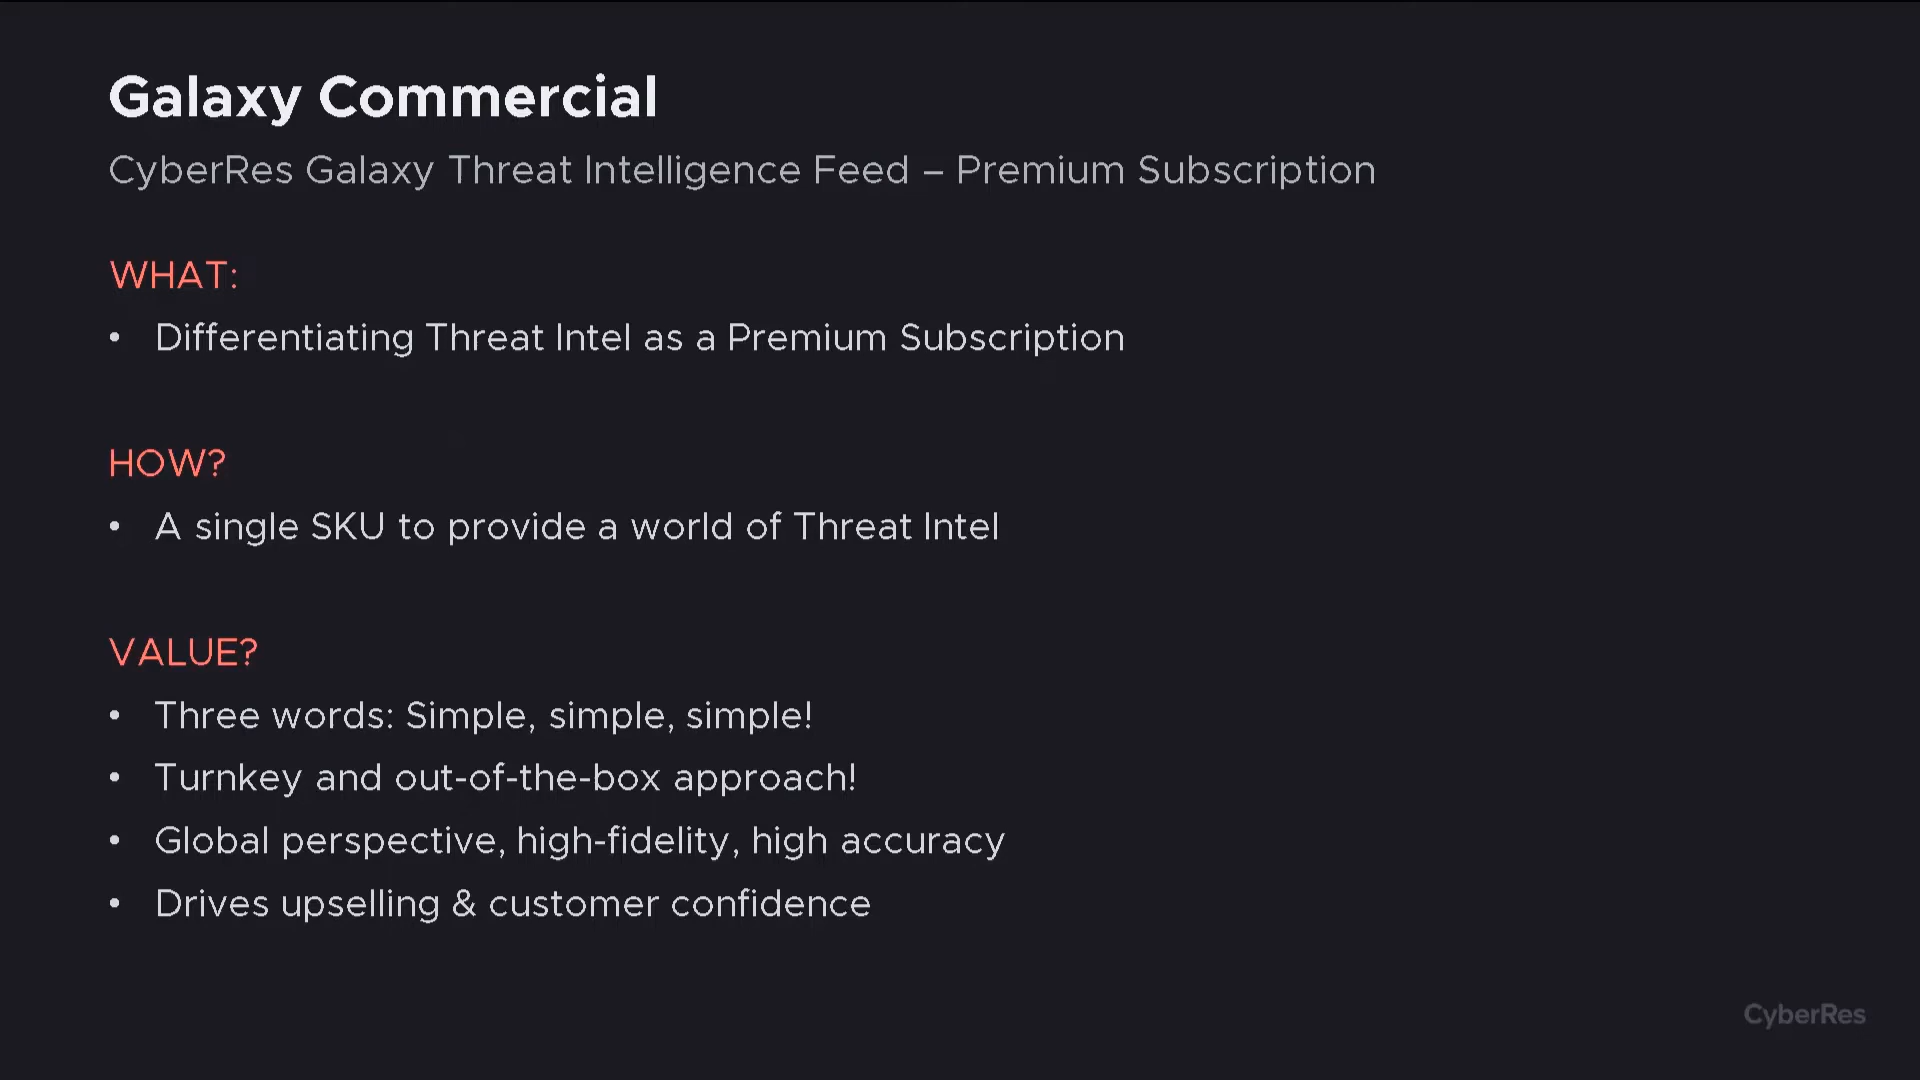 Galaxy Commercial
CyberRes Galaxy Threat Intelligence Feed – Premium Subscription
WHAT:
• Differentiating Threat Intel as a Premium Subscription
HOW?
• A single SKU to provide a world of Threat Intel
VALUE?
• Three words: Simple, simple, simple!
• Turnkey and out-of-the-box approach!
• Global perspective, high-fidelity, high accuracy
• Drives upselling & customer confidence
CyberRes